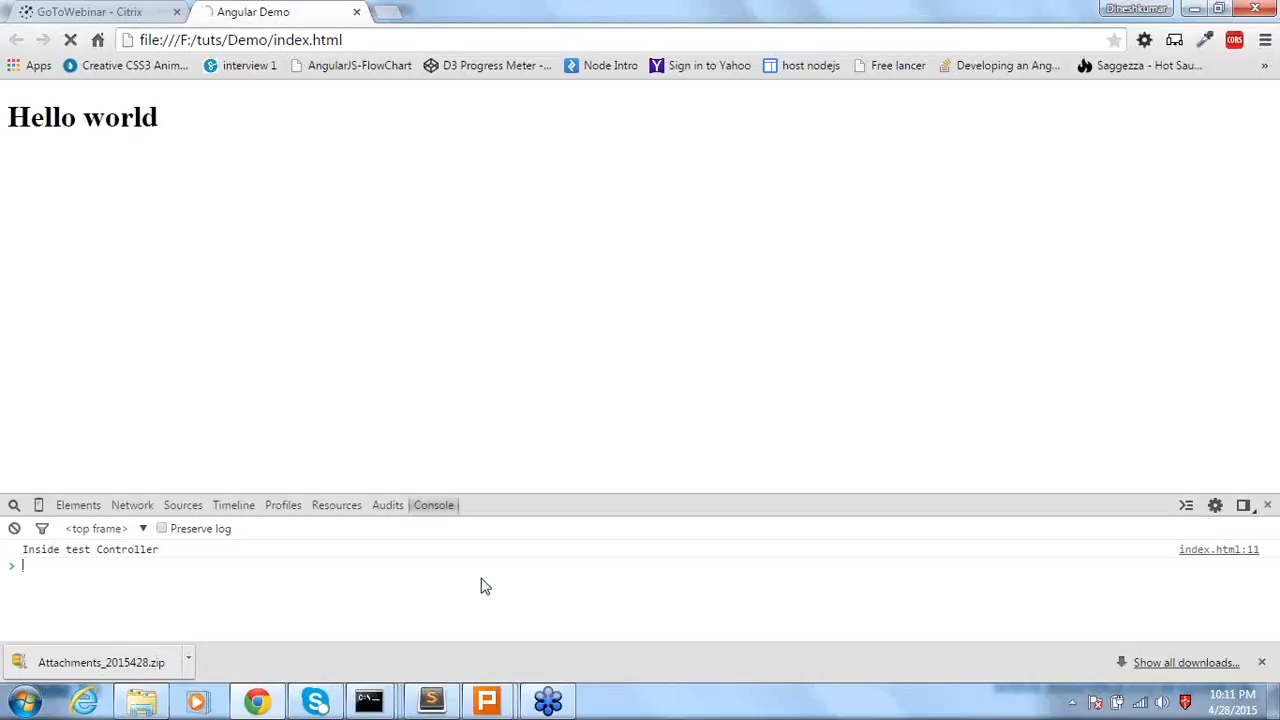 GoToWebinar - Citrix
Angular Demo
Dineshkumar
file:///F:/tuts/Demo/index.html
CORS
Apps
Creative CSS3 Anim...
interview 1
AngularJS-FlowChart
D3 Progress Meter -...
Node Intro
Sign in to Yahoo
host nodejs
Free lancer
Developing an Ang...
Saggezza - Hot Sau...
»
Hello world
Elements Network Sources Timeline Profiles Resources Audits Console
<top frame> Preserve log
Inside test Controller index.html:11
>
Attachments_2015428.zip
Show all downloads...
10:11 PM
4/28/2015